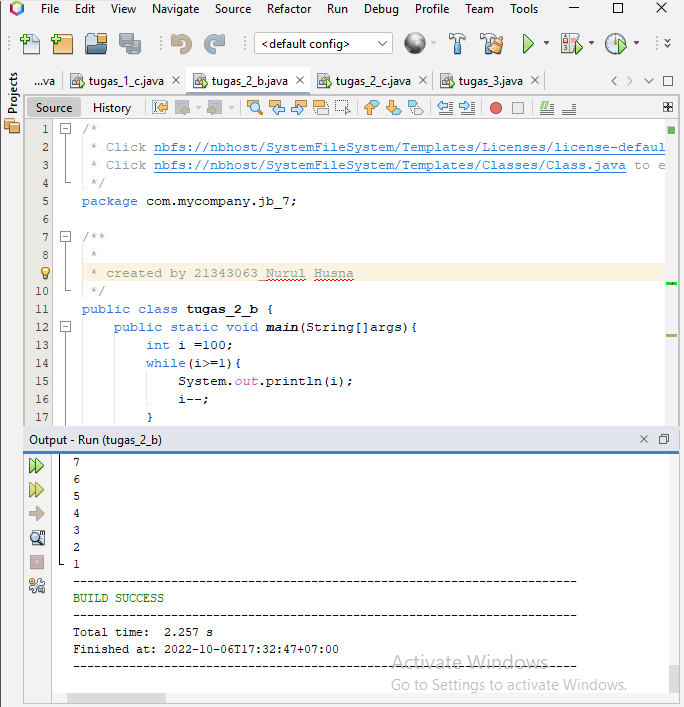 File Edit View Navigate Source Refactor Run Debug Profile Team Tools
<default config>
Projects
...va tugas_1_c.java tugas_2_b.java tugas_2_c.java tugas_3.java
Source History
1 /*
2 * Click nbfs://nbhost/SystemFileSystem/Templates/Licenses/license-defaul
3 * Click nbfs://nbhost/SystemFileSystem/Templates/Classes/Class.java to e
4 */
5 package com.mycompany.jb_7;
6
7 /**
8 *
* created by 21343063_Nurul Husna
10 */
11 public class tugas_2_b {
12 public static void main(String[]args){
13 int i =100;
14 while(i>=1){
15 System.out.println(i);
16 i--;
17 }
Output - Run (tugas_2_b)
7
6
5
4
3
2
1
------------------------------------------------------------------------
BUILD SUCCESS
------------------------------------------------------------------------
Total time: 2.257 s
Finished at: 2022-10-06T17:32:47+07:00
------------------------------------------------------------------------
Activate Windows
Go to Settings to activate Windows.